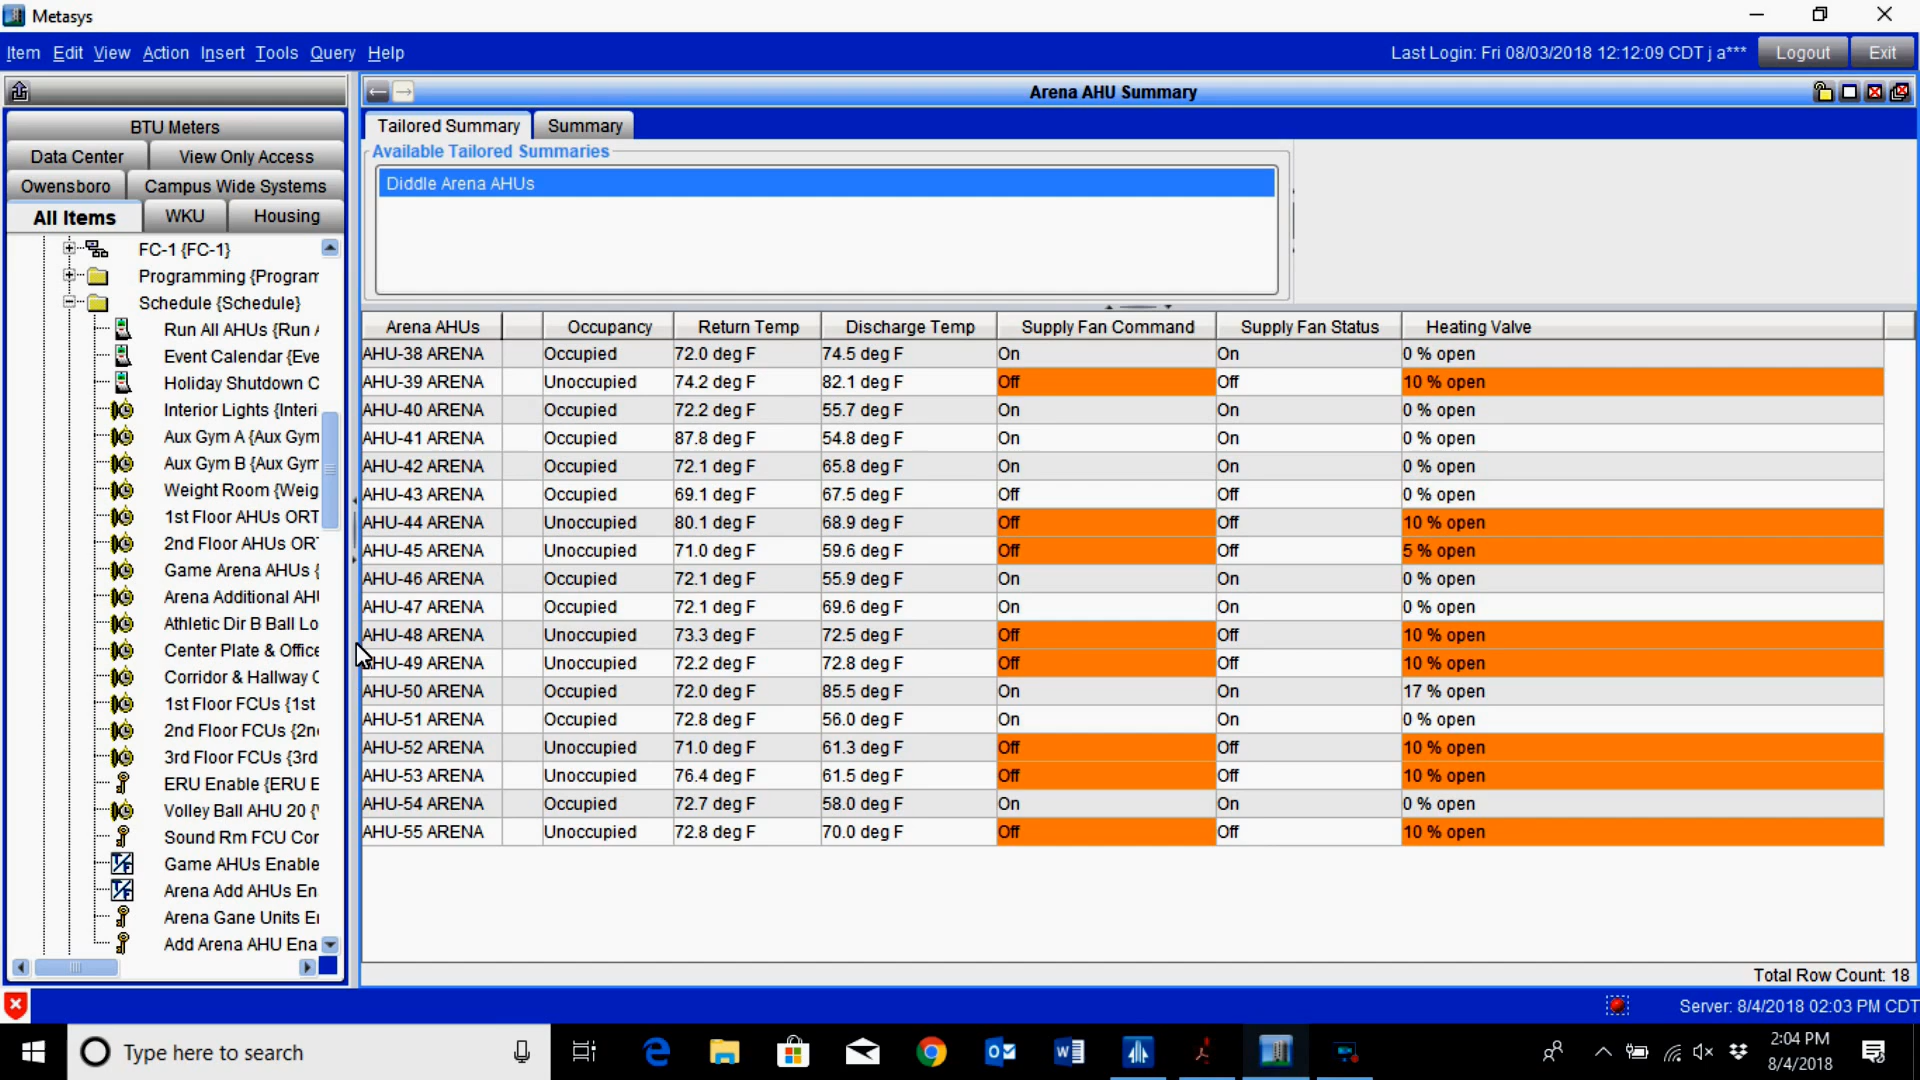 Metasys
Item Edit View Action Insert Tools Query Help
Last Login: Fri 08/03/2018 12:12:09 CDT j a*** Logout Exit
Arena AHU Summary
BTU Meters
Data Center View Only Access
Owensboro Campus Wide Systems
All Items WKU Housing
FC-1 {FC-1}
Programming {Program
Schedule {Schedule}
Run All AHUs {Run A
Event Calendar {Eve
Holiday Shutdown C
Interior Lights {Interi
Aux Gym A {Aux Gym
Aux Gym B {Aux Gym
Weight Room {Weig
1st Floor AHUs ORT
2nd Floor AHUs OR
Game Arena AHUs {
Arena Additional AH
Athletic Dir B Ball Lo
Center Plate & Office
Corridor & Hallway C
1st Floor FCUs {1st
2nd Floor FCUs {2n
3rd Floor FCUs {3rd
ERU Enable {ERU E
Volley Ball AHU 20 {
Sound Rm FCU Cor
Game AHUs Enable
Arena Add AHUs En
Arena Gane Units E
Add Arena AHU Ena
Tailored Summary Summary
Available Tailored Summaries
Diddle Arena AHUs
Arena AHUs Occupancy Return Temp Discharge Temp Supply Fan Command Supply Fan Status Heating Valve
AHU-38 ARENA Occupied 72.0 deg F 74.5 deg F On On 0 % open
AHU-39 ARENA Unoccupied 74.2 deg F 82.1 deg F Off Off 10 % open
AHU-40 ARENA Occupied 72.2 deg F 55.7 deg F On On 0 % open
AHU-41 ARENA Occupied 87.8 deg F 54.8 deg F On On 0 % open
AHU-42 ARENA Occupied 72.1 deg F 65.8 deg F On On 0 % open
AHU-43 ARENA Occupied 69.1 deg F 67.5 deg F Off Off 0 % open
AHU-44 ARENA Unoccupied 80.1 deg F 68.9 deg F Off Off 10 % open
AHU-45 ARENA Unoccupied 71.0 deg F 59.6 deg F Off Off 5 % open
AHU-46 ARENA Occupied 72.1 deg F 55.9 deg F On On 0 % open
AHU-47 ARENA Occupied 72.1 deg F 69.6 deg F On On 0 % open
AHU-48 ARENA Unoccupied 73.3 deg F 72.5 deg F Off Off 10 % open
HU-49 ARENA Unoccupied 72.2 deg F 72.8 deg F Off Off 10 % open
AHU-50 ARENA Occupied 72.0 deg F 85.5 deg F On On 17 % open
AHU-51 ARENA Occupied 72.8 deg F 56.0 deg F On On 0 % open
AHU-52 ARENA Unoccupied 71.0 deg F 61.3 deg F Off Off 10 % open
AHU-53 ARENA Unoccupied 76.4 deg F 61.5 deg F Off Off 10 % open
AHU-54 ARENA Occupied 72.7 deg F 58.0 deg F On On 0 % open
AHU-55 ARENA Unoccupied 72.8 deg F 70.0 deg F Off Off 10 % open
Total Row Count: 18
Server: 8/4/2018 02:03 PM CDT
Type here to search
2:04 PM
8/4/2018